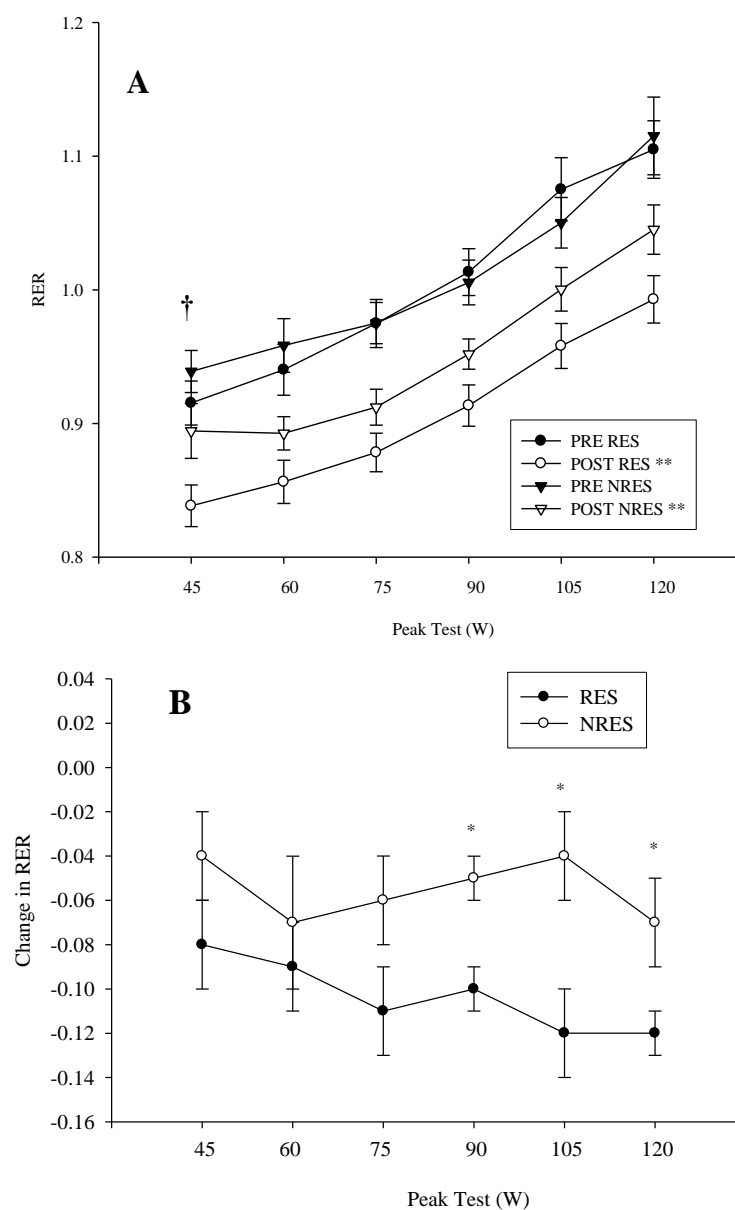 1.2
A
1.1
1.0
RER
†
0.9
PRE RES
POST RES **
PRE NRES
POST NRES **
0.8
45 60 75 90 105 120
Peak Test (W)
0.04
B
RES
0.02
NRES
0.00
*
-0.02
*
*
-0.04
-0.06
Change in RER
-0.08
-0.10
-0.12
-0.14
-0.16
45 60 75 90 105 120
Peak Test (W)